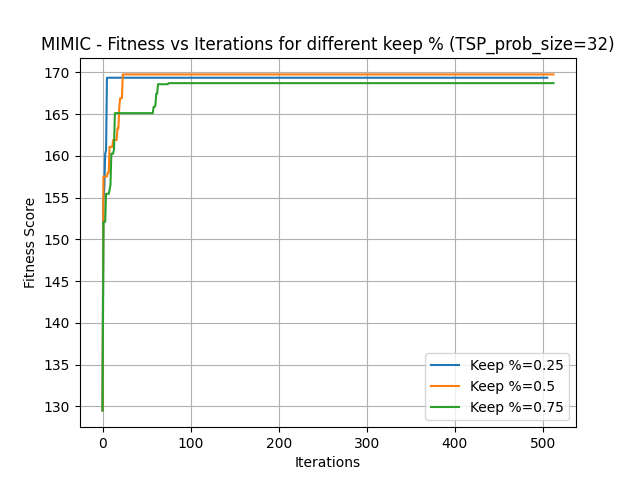 MIMIC - Fitness vs Iterations for different keep % (TSP_prob_size=32)
170
165
160
155
150
145
140
135
130
Fitness Score
Keep %=0.25
Keep %=0.5
Keep %=0.75
0 100 200 300 400 500
Iterations